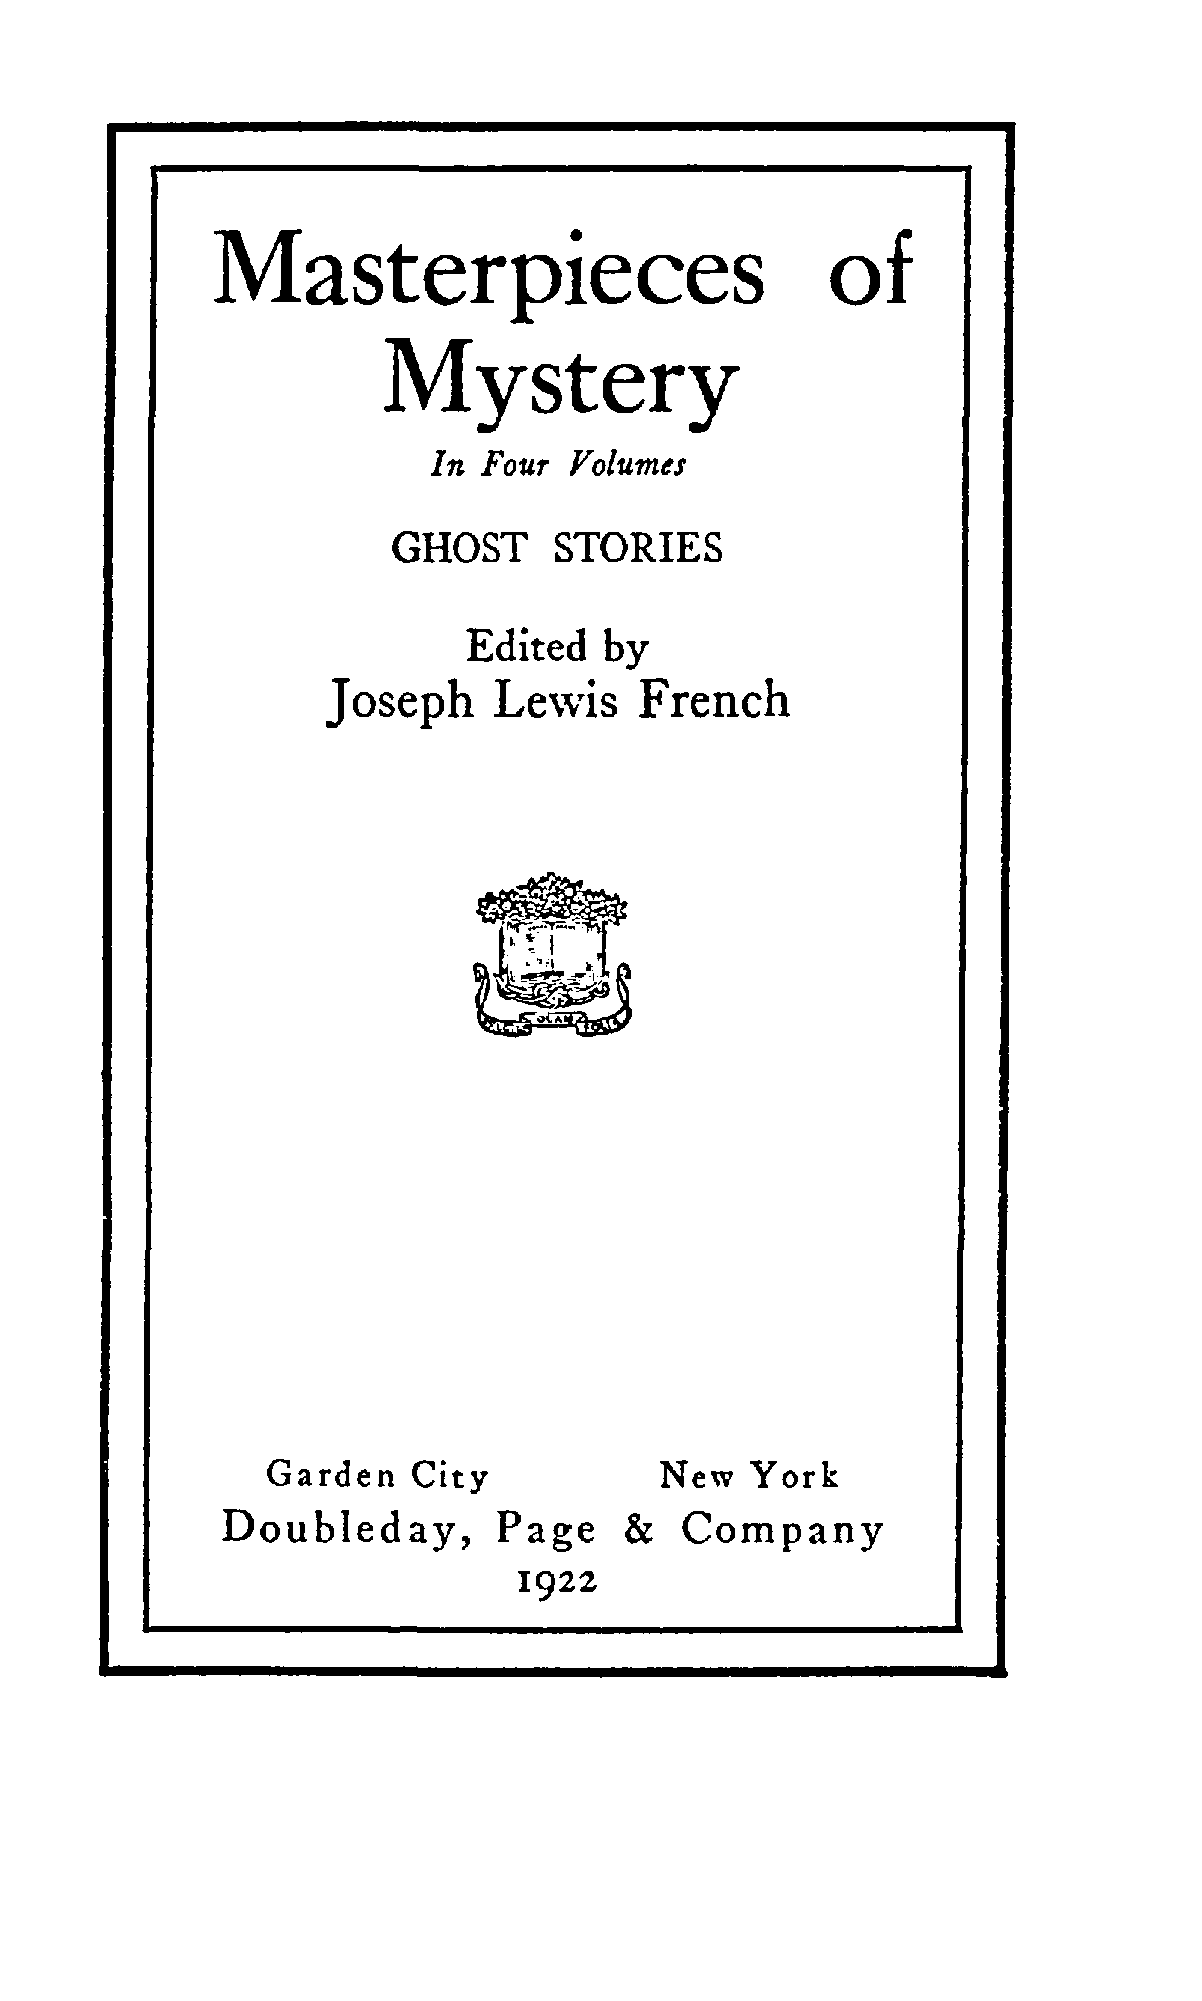 Masterpieces of
Mystery
In Four Volumes
GHOST STORIES
Edited by
Joseph Lewis French
Garden City New York
Doubleday, Page & Company
1922